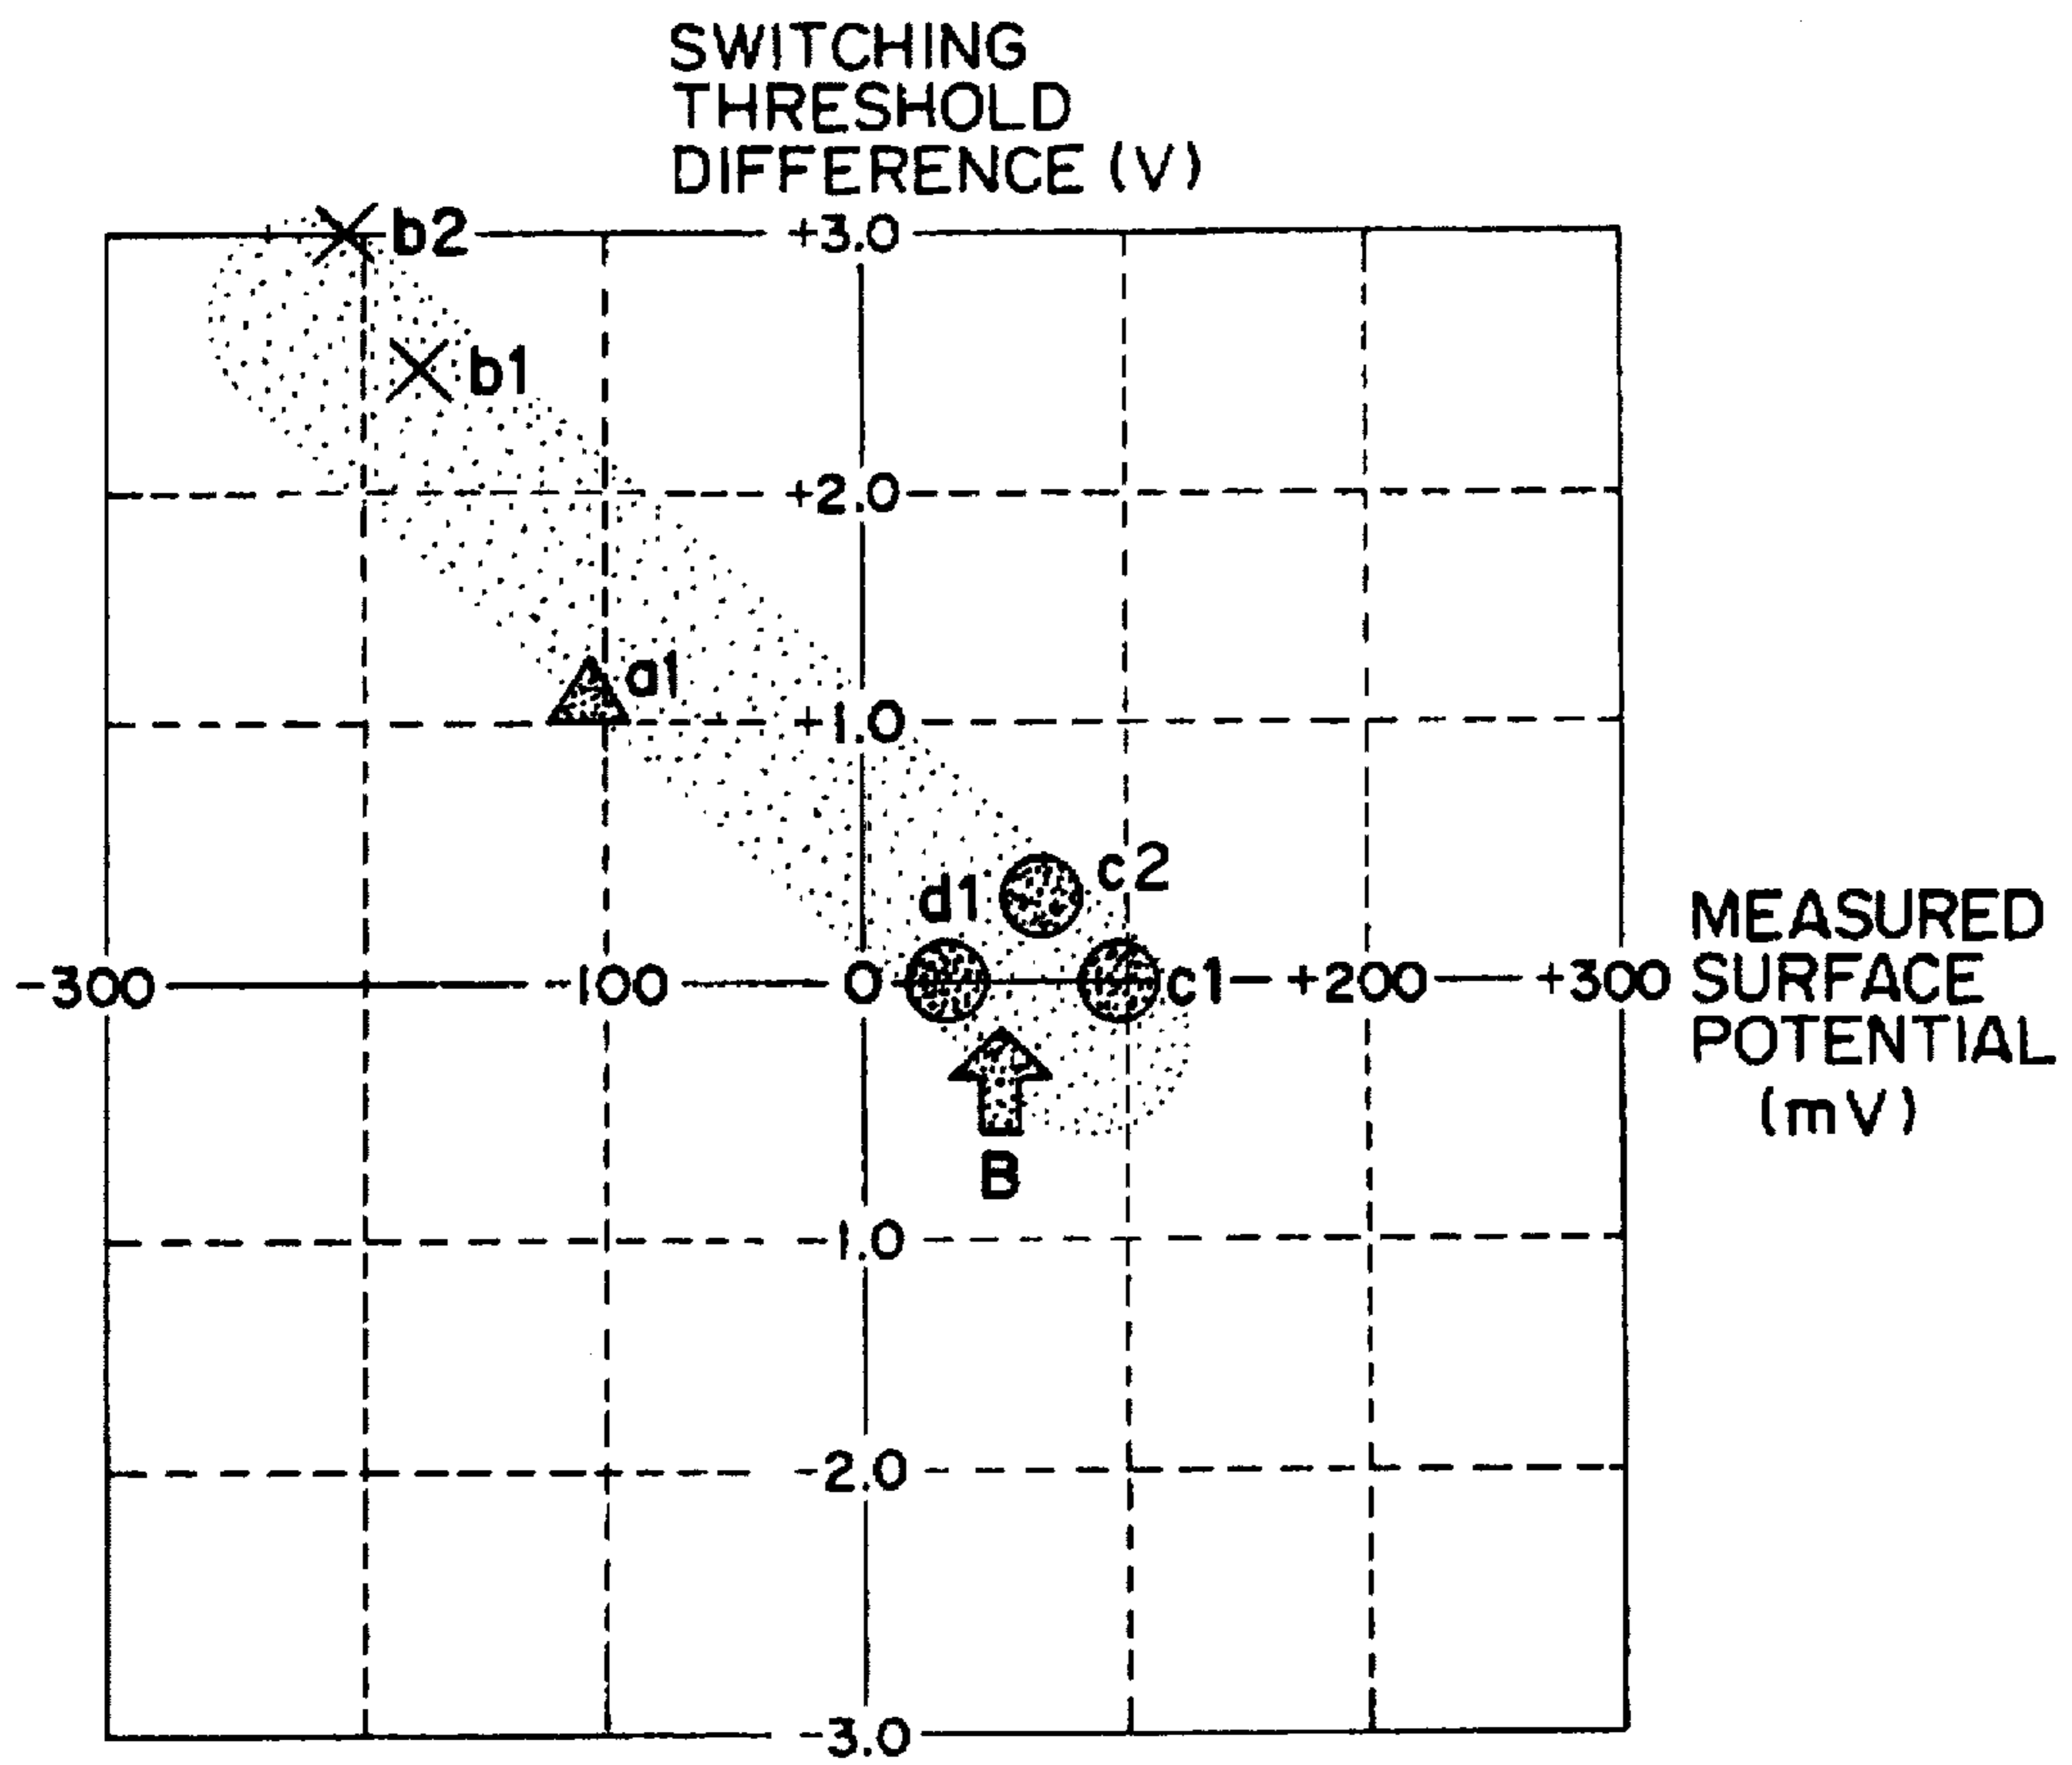 SWITCHING
THRESHOLD
DIFFERENCE (V)
b2 +3.0
b1
+2.0
a1
+1.0
c2
d1
-300 -100 0 c1 +200 +300
MEASURED
SURFACE
POTENTIAL
(mV)
B
-1.0
-2.0
-3.0